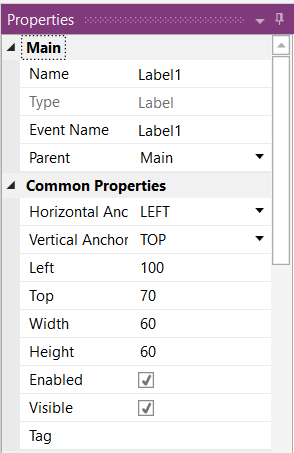 Properties
Main
Name Label1
Type Label
Event Name Label1
Parent Main
Common Properties
Horizontal Anc LEFT
Vertical Anchor TOP
Left 100
Top 70
Width 60
Height 60
Enabled
Visible
Tag